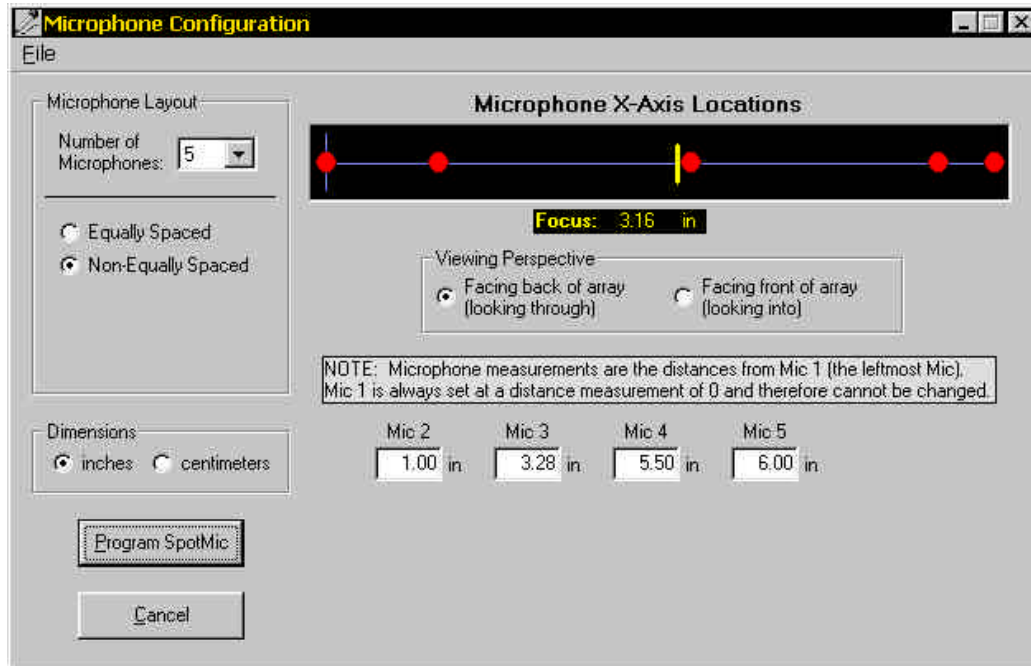 Microphone Configuration
File
Microphone Layout
Number of
Microphones: 5
Equally Spaced
Non-Equally Spaced
Microphone X-Axis Locations
Focus: 3.16 in
Viewing Perspective
Facing back of array
(looking through)
Facing front of array
(looking into)
NOTE: Microphone measurements are the distances from Mic 1 (the leftmost Mic).
Mic 1 is always set at a distance measurement of 0 and therefore cannot be changed.
Dimensions
inches centimeters
Mic 2 Mic 3 Mic 4 Mic 5
1.00 in 3.28 in 5.50 in 6.00 in
Program SpotMic
Cancel